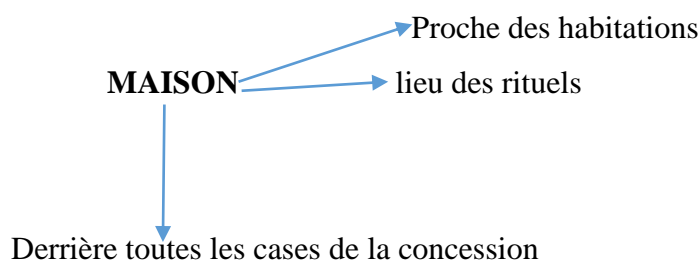 Proche des habitations
MAISON
lieu des rituels
Derrière toutes les cases de la concession